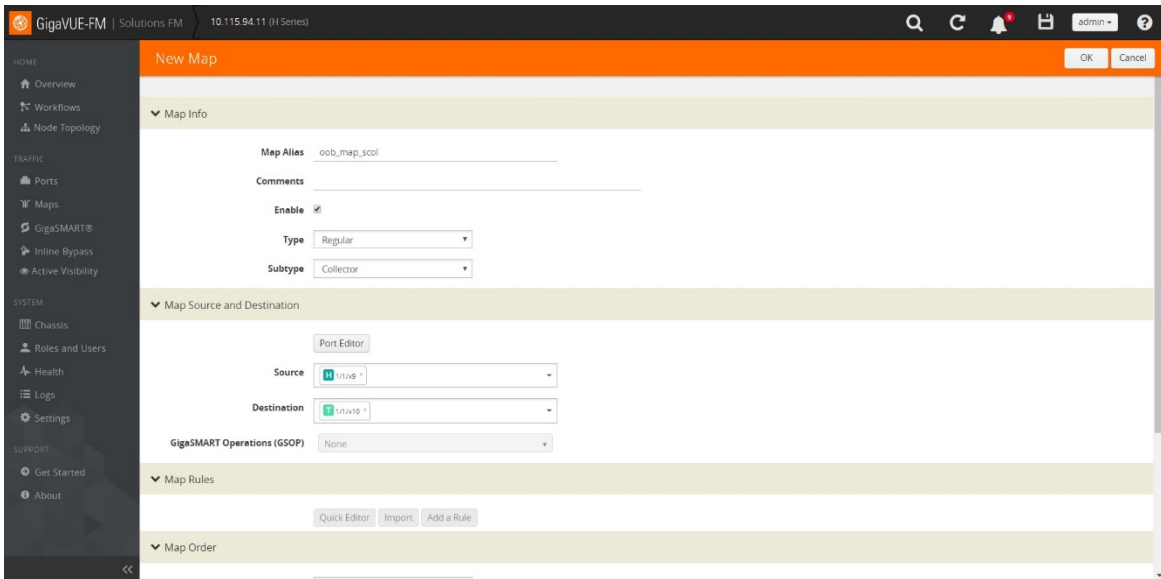 GigaVUE-FM | Solutions FM 10.115.94.11 (H Series) 9 admin
HOME
New Map OK Cancel
Overview
Workflows
Node Topology
Map Info
Map Alias oob_map_scol
Comments
Enable
Type Regular
Subtype Collector
TRAFFIC
Ports
Maps
GigaSMART®
Inline Bypass
Active Visibility
SYSTEM
Chassis
Roles and Users
Health
Logs
Settings
SUPPORT
Get Started
About
Map Source and Destination
Port Editor
Source H 1/1/x9
Destination T 1/1/x10
GigaSMART Operations (GSOP) None
Map Rules
Quick Editor Import Add a Rule
Map Order